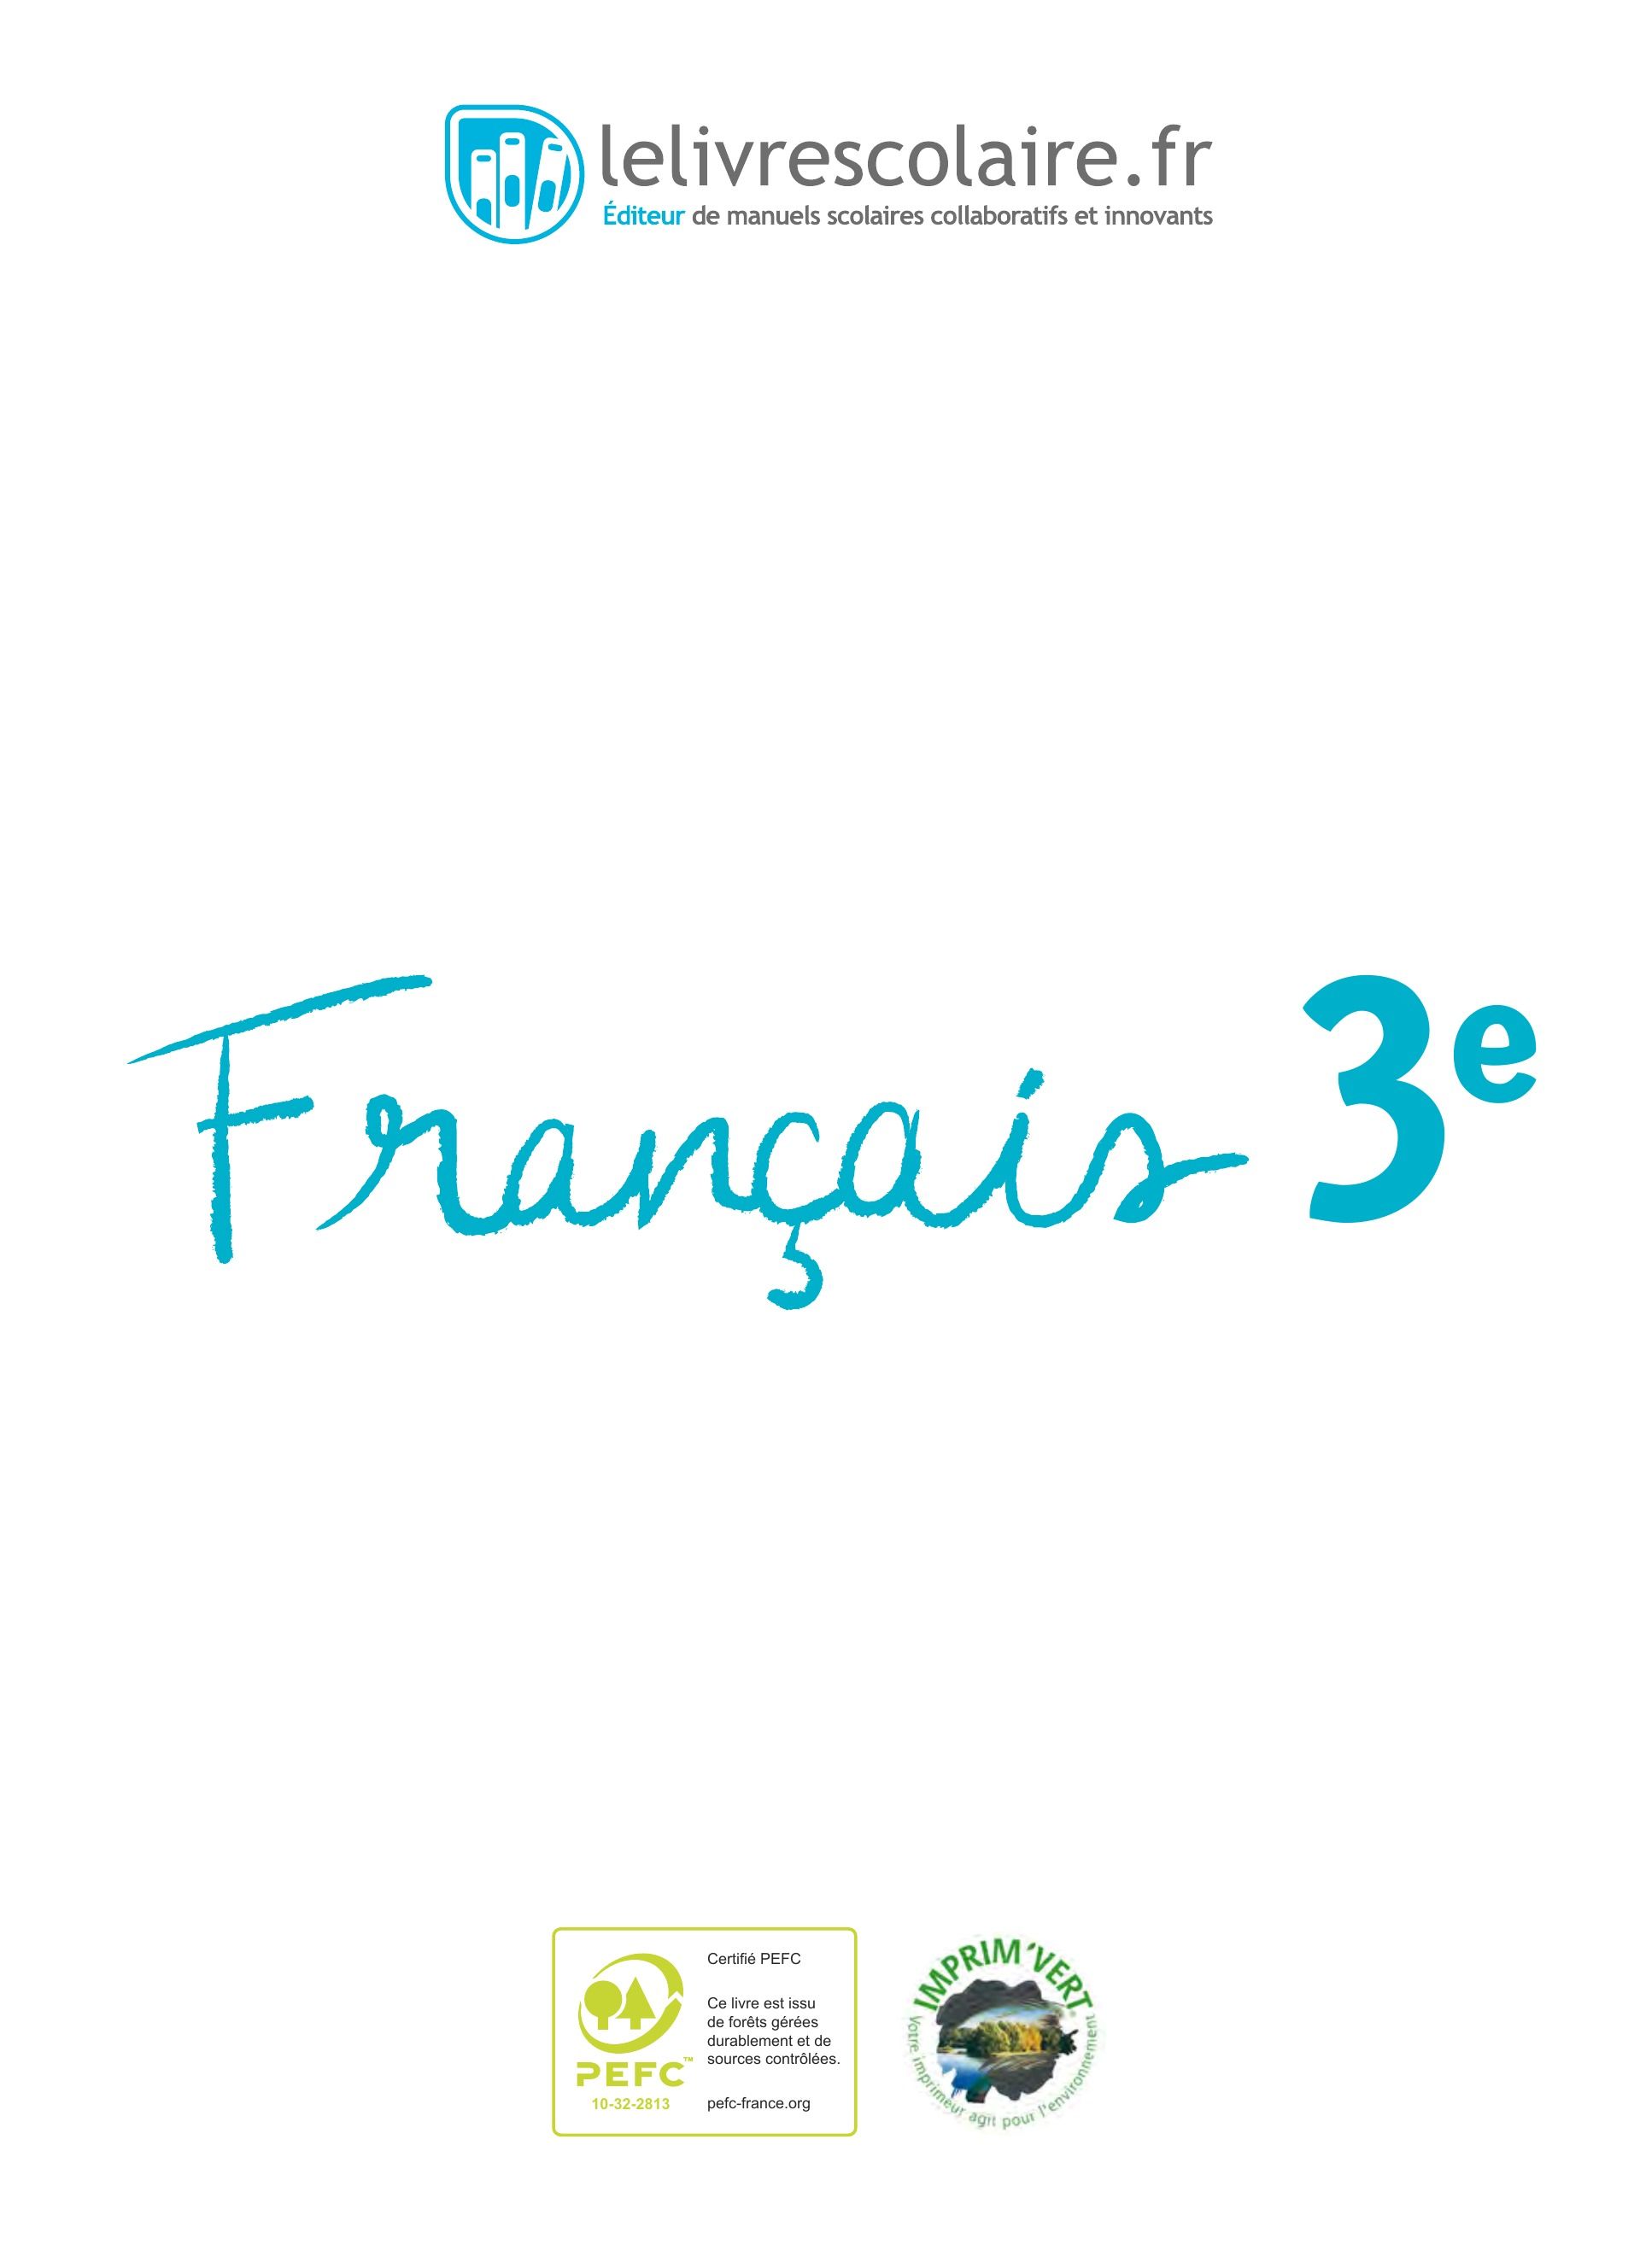 lelivrescolaire.fr
Éditeur de manuels scolaires collaboratifs et innovants
Français 3e
Certifié PEFC
Ce livre est issu
de forêts gérées
durablement et de
sources contrôlées.
pefc-france.org
PEFC™
10-32-2813
IMPRIM'VERT®
Votre imprimeur agit pour l'environnement